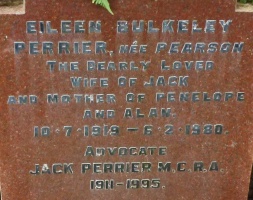 EILEEN BULKELEY
PERRIER, NÉE PEARSON
THE DEARLY LOVED
WIFE OF JACK
AND MOTHER OF PENELOPE
AND ALAN.
10·7·1919 – 6·2·1980.
ADVOCATE
JACK PERRIER M.C.R.A.
1911-1995.